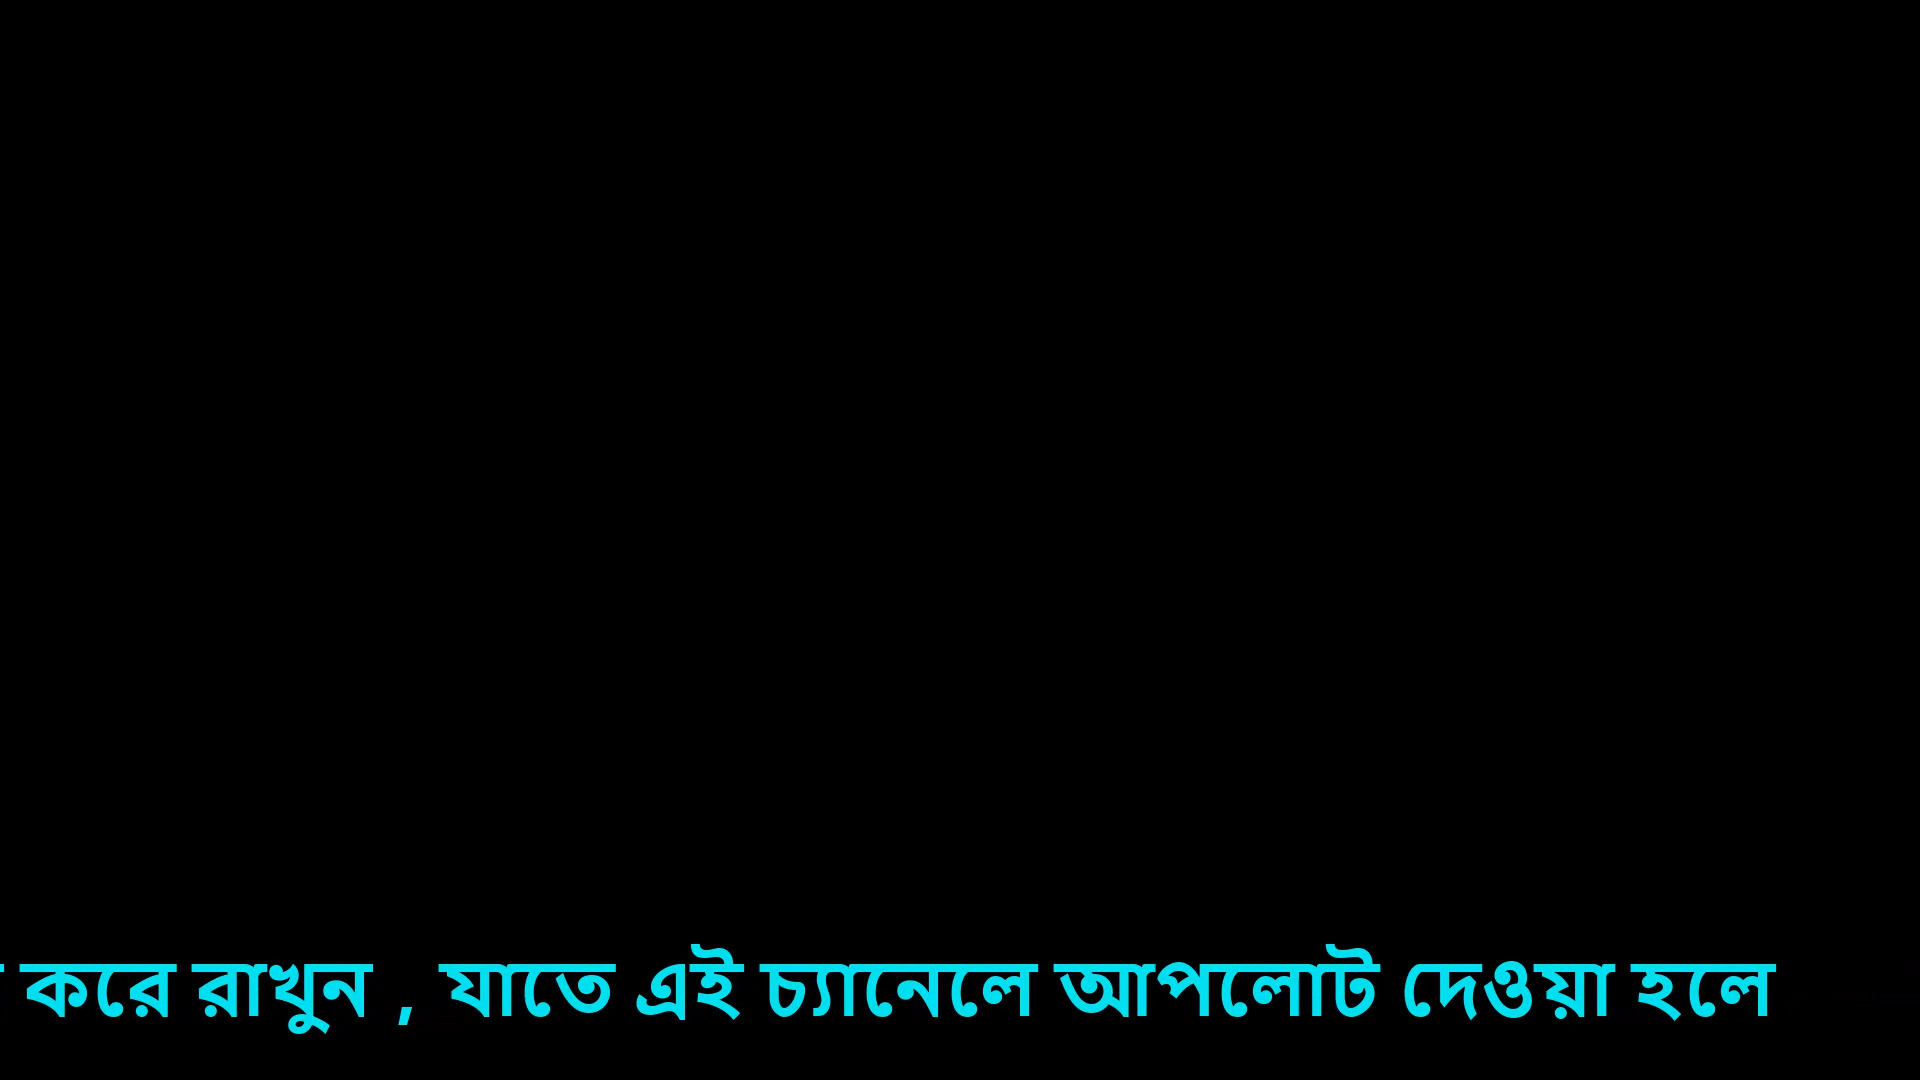 করে রাখুন , যাতে এই চ্যানেলে আপলোট দেওয়া হলে